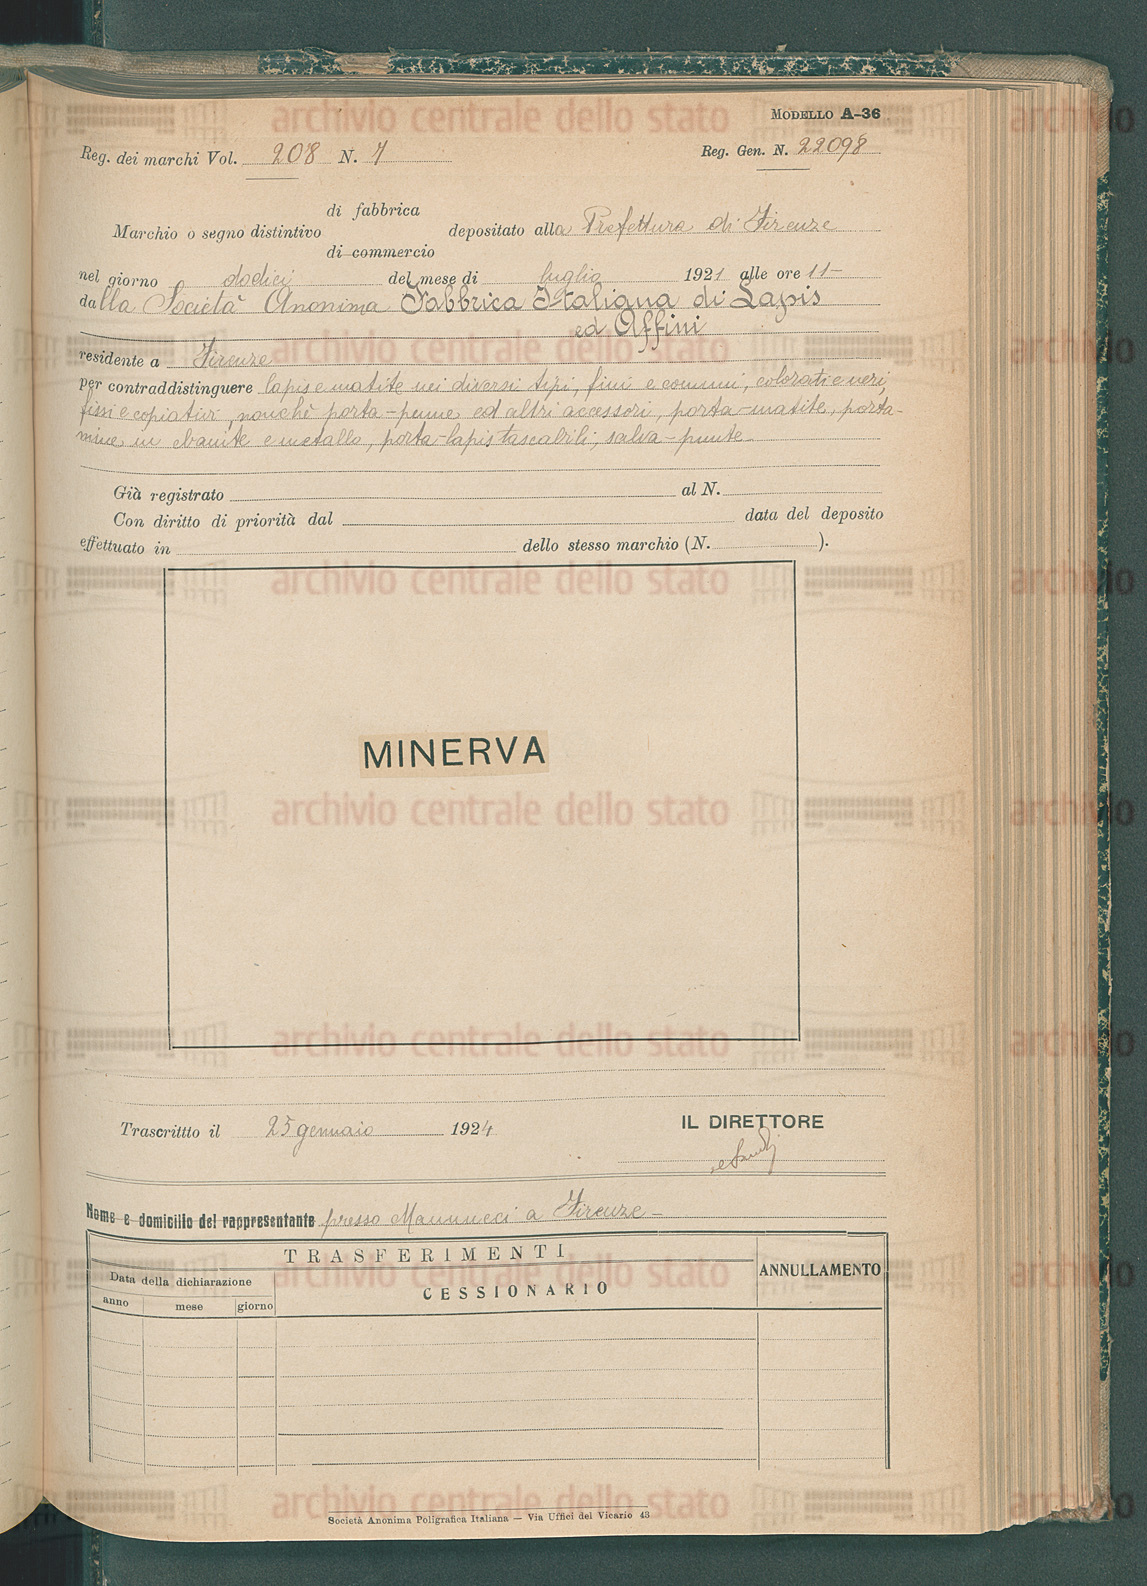 MODELLO A-36
Reg. dei marchi Vol. 208 N. 7
Reg. Gen. N. 22098
di fabbrica
Marchio o segno distintivo depositato alla Prefettura di Firenze
di commercio
nel giorno dodici del mese di luglio 1921 alle ore 11-
dalla Società Anonima Fabbrica Italiana di Lapis
ed Affini
residente a Firenze
per contraddistinguere lapis e matite nei diversi tipi, fini e comuni, colorati e neri,
fissi e copiativi, nonchè porta-penne ed altri accessori, porta-matite, porta-
mine in ebanite e metallo, porta-lapis tascabili, salva-punte
Già registrato al N.
Con diritto di priorità dal data del deposito
effettuato in dello stesso marchio (N. ).
MINERVA
Trascrittto il 25 gennaio 1924
IL DIRETTORE
Nome e domicilio del rappresentante presso Mannucci a Firenze -
TRASFERIMENTI
Data della dichiarazione
CESSIONARIO
ANNULLAMENTO
anno mese giorno
Società Anonima Poligrafica Italiana — Via Uffici del Vicario 43
archivio centrale dello stato